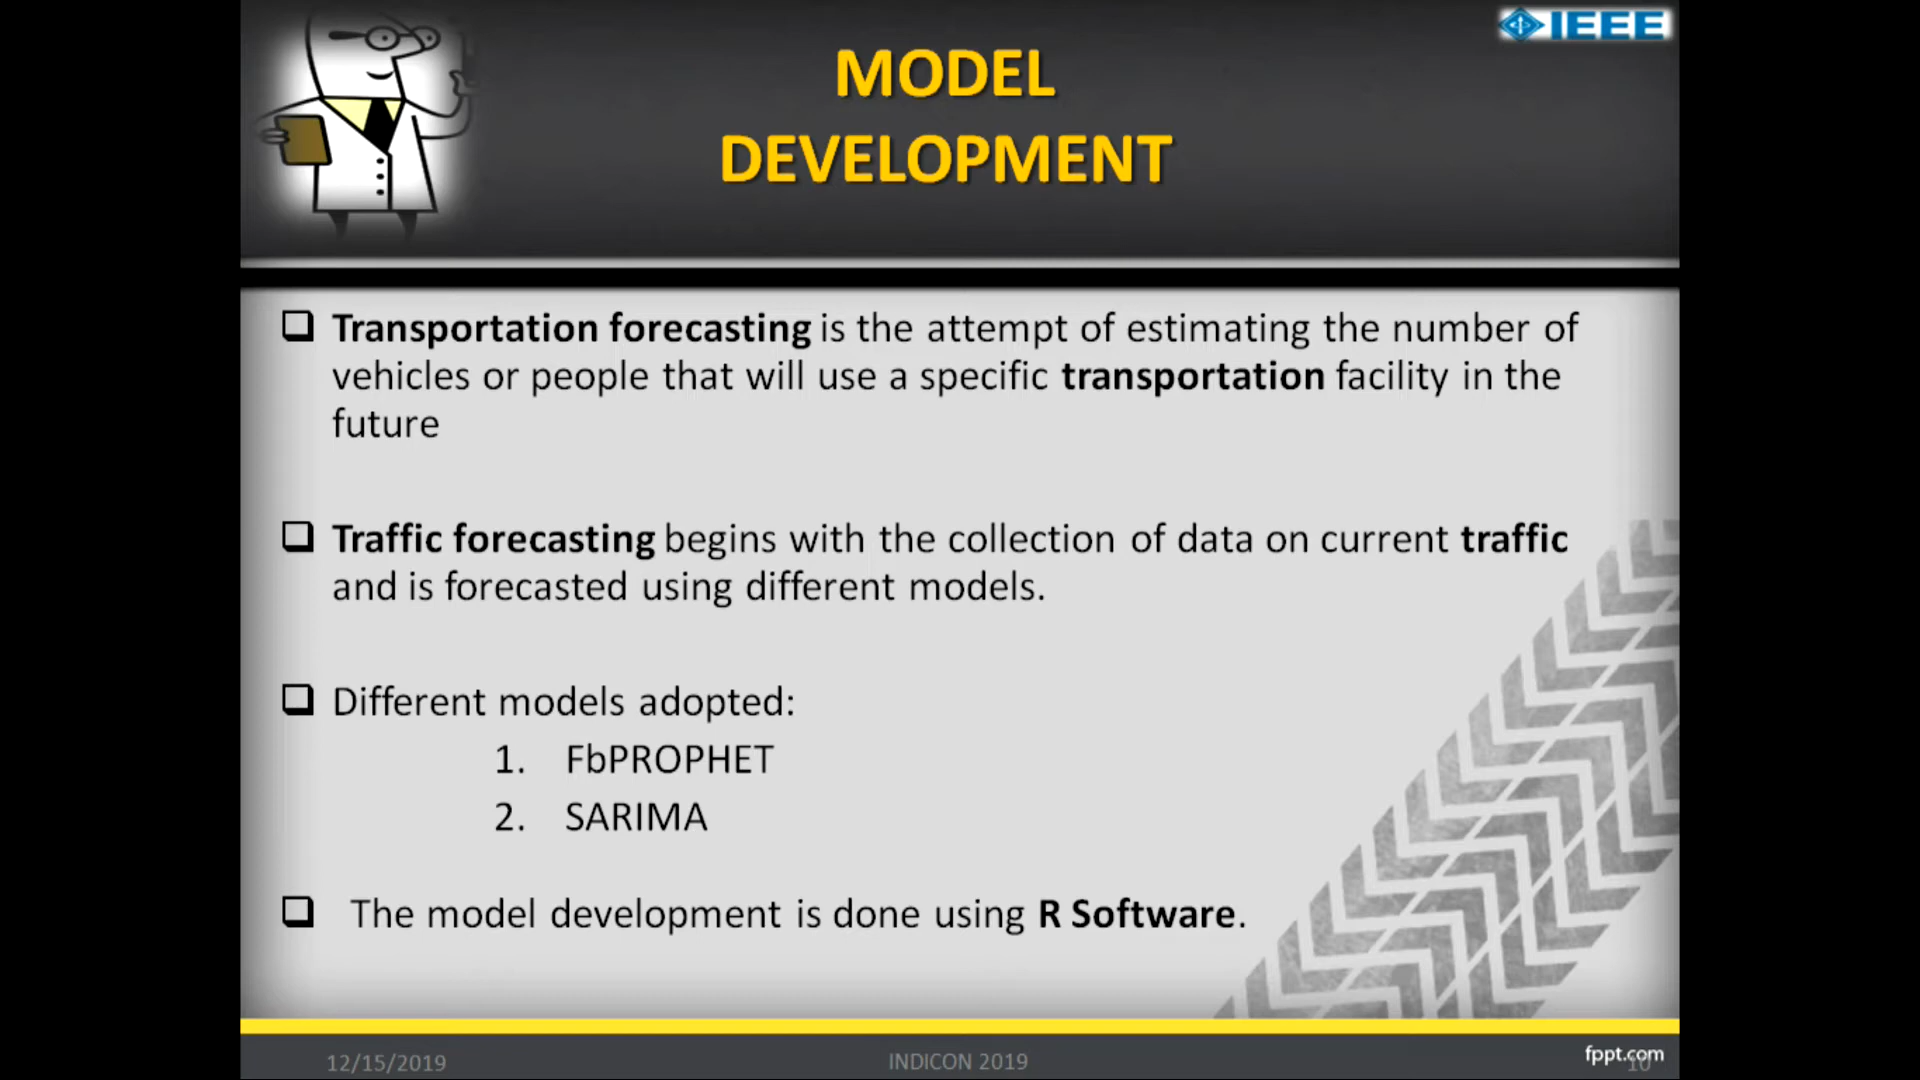 IEEE
MODEL
DEVELOPMENT
Transportation forecasting is the attempt of estimating the number of
vehicles or people that will use a specific transportation facility in the
future
Traffic forecasting begins with the collection of data on current traffic
and is forecasted using different models.
Different models adopted:
1. FbPROPHET
2. SARIMA
The model development is done using R Software.
12/15/2019
INDICON 2019
fppt.com
10